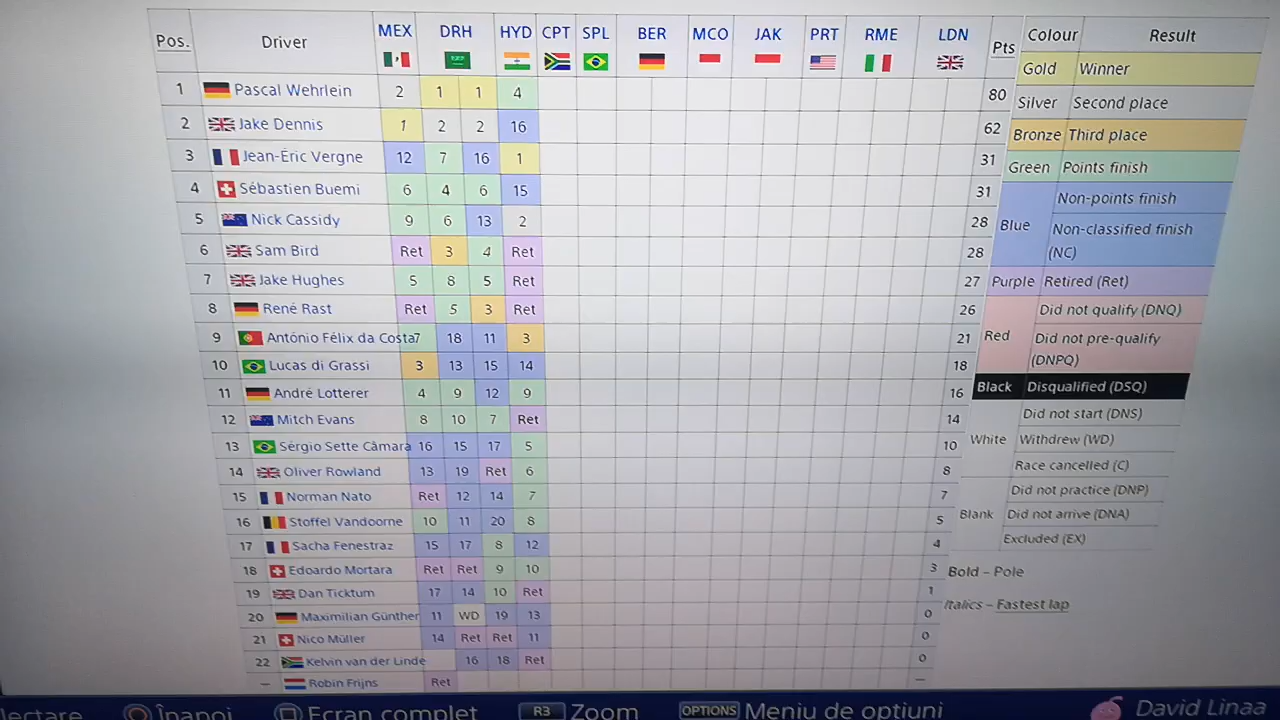 Pos. Driver MEX DRH HYD CPT SPL BER MCO JAK PRT RME LDN Pts
1 Pascal Wehrlein 2 1 1 4 80
2 Jake Dennis 1 2 2 16 62
3 Jean-Éric Vergne 12 7 16 1 31
4 Sébastien Buemi 6 4 6 15 31
5 Nick Cassidy 9 6 13 2 28
6 Sam Bird Ret 3 4 Ret 28
7 Jake Hughes 5 8 5 Ret 27
8 René Rast Ret 5 3 Ret 26
9 António Félix da Costa 7 18 11 3 21
10 Lucas di Grassi 3 13 15 14 18
11 André Lotterer 4 9 12 9 16
12 Mitch Evans 8 10 7 Ret 14
13 Sérgio Sette Câmara 16 15 17 5 10
14 Oliver Rowland 13 19 Ret 6 8
15 Norman Nato Ret 12 14 7 7
16 Stoffel Vandoorne 10 11 20 8 5
17 Sacha Fenestraz 15 17 8 12 4
18 Edoardo Mortara Ret Ret 9 10 3
19 Dan Ticktum 17 14 10 Ret 1
20 Maximilian Günther 11 WD 19 13 0
21 Nico Müller 14 Ret Ret 11 0
22 Kelvin van der Linde 16 18 Ret 0
— Robin Frijns Ret —
Colour Result
Gold Winner
Silver Second place
Bronze Third place
Green Points finish
Blue Non-points finish
Non-classified finish
(NC)
Purple Retired (Ret)
Red Did not qualify (DNQ)
Did not pre-qualify
(DNPQ)
Black Disqualified (DSQ)
White Did not start (DNS)
Withdrew (WD)
Race cancelled (C)
Blank Did not practice (DNP)
Did not arrive (DNA)
Excluded (EX)
Bold – Pole
Italics – Fastest lap
lectare Înapoi Ecran complet R3 Zoom OPTIONS Meniu de opțiuni David Linaa